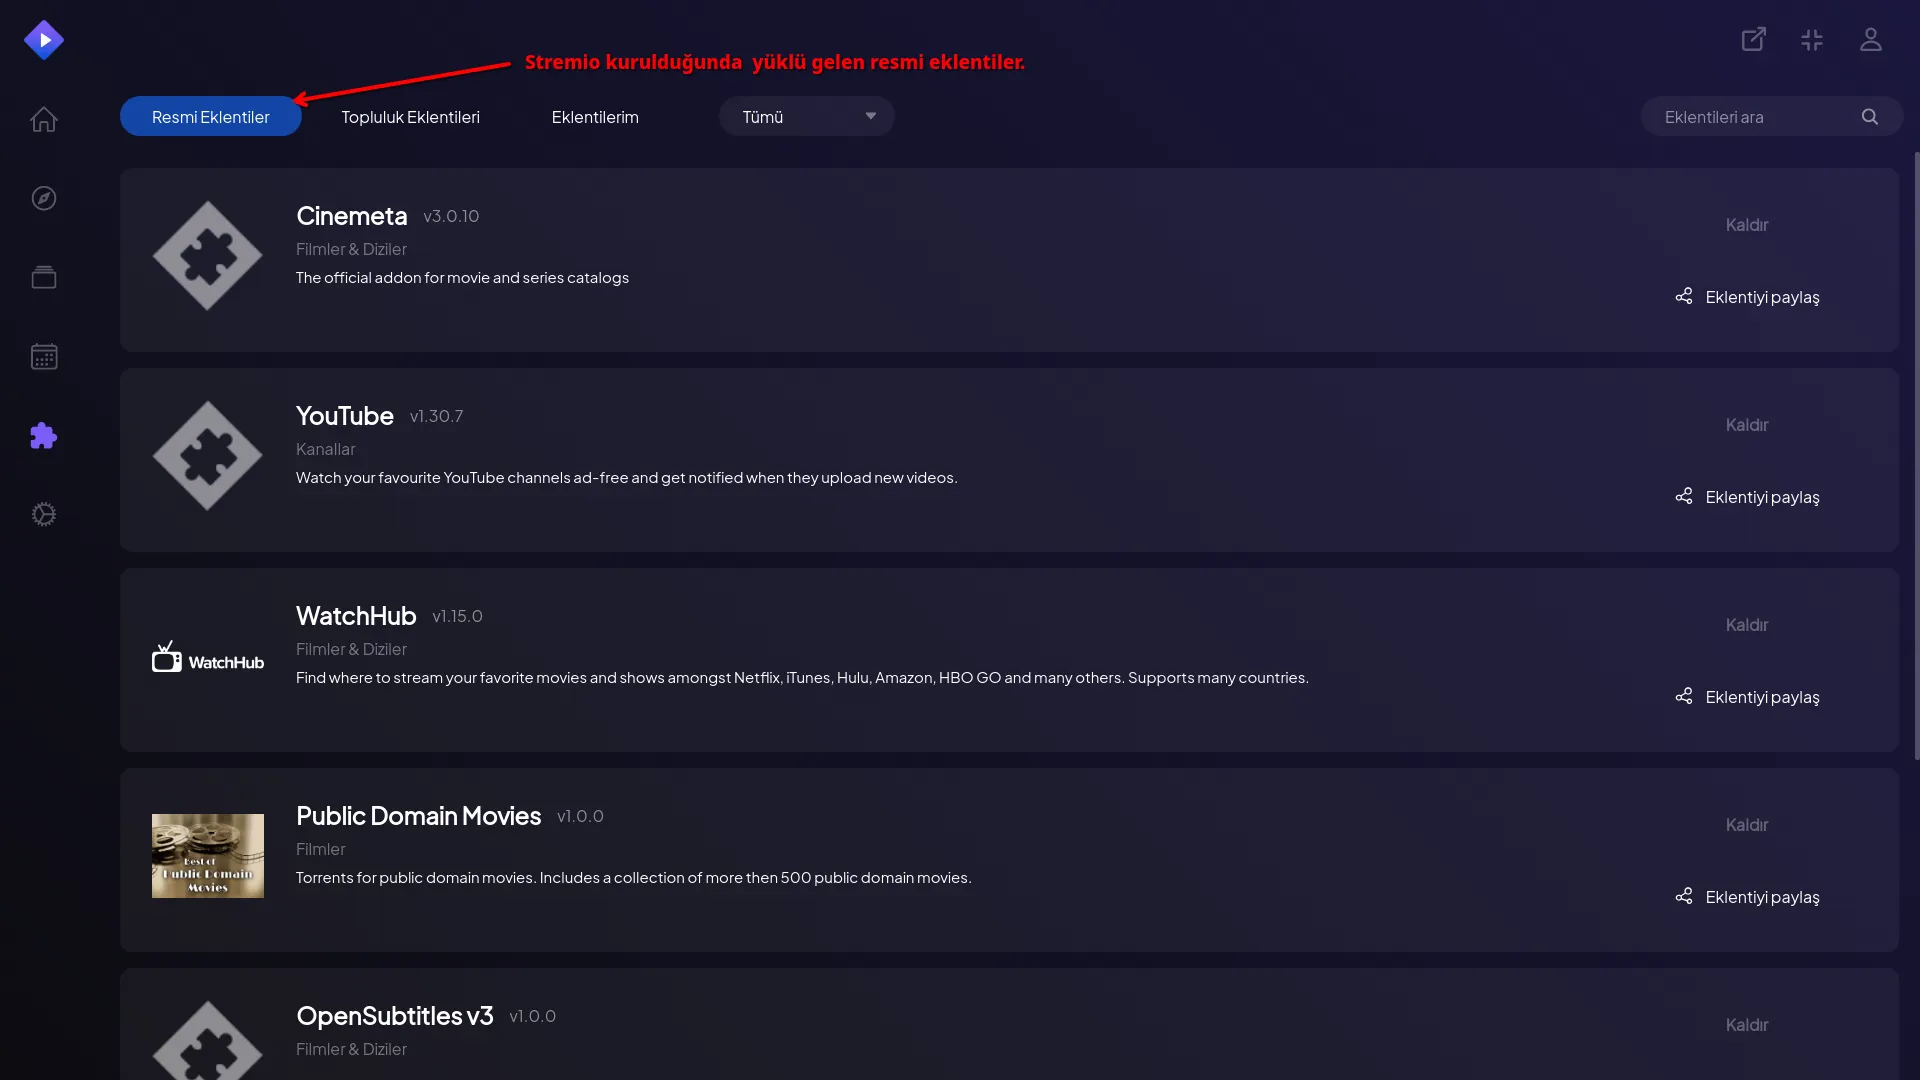 Stremio kurulduğunda  yüklü gelen resmi eklentiler.
Resmi Eklentiler
Topluluk Eklentileri
Eklentilerim
Tümü
Eklentileri ara
Cinemeta v3.0.10
Filmler & Diziler
The official addon for movie and series catalogs
Kaldır
Eklentiyi paylaş
YouTube v1.30.7
Kanallar
Watch your favourite YouTube channels ad-free and get notified when they upload new videos.
Kaldır
Eklentiyi paylaş
WatchHub
WatchHub v1.15.0
Filmler & Diziler
Find where to stream your favorite movies and shows amongst Netflix, iTunes, Hulu, Amazon, HBO GO and many others. Supports many countries.
Kaldır
Eklentiyi paylaş
Best of
Public Domain
Movies
Public Domain Movies v1.0.0
Filmler
Torrents for public domain movies. Includes a collection of more then 500 public domain movies.
Kaldır
Eklentiyi paylaş
OpenSubtitles v3 v1.0.0
Filmler & Diziler
Kaldır